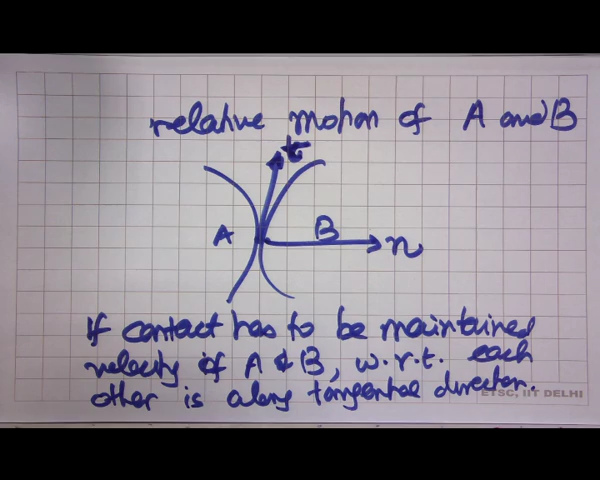 relative motion of A and B
t
A
B
n
If contact has to be maintained
velocity of A & B, w.r.t. each
other is along tangential direction.
ETSC, IIT DELHI